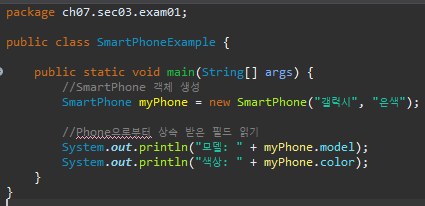 package ch07.sec03.exam01;
public class SmartPhoneExample {
public static void main(String[] args) {
//SmartPhone 객체 생성
SmartPhone myPhone = new SmartPhone("갤럭시", "은색");
//Phone으로부터 상속 받은 필드 읽기
System.out.println("모델: " + myPhone.model);
System.out.println("색상: " + myPhone.color);
}
}